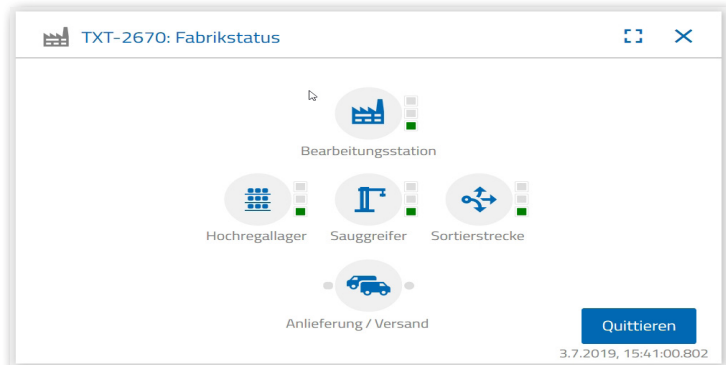 TXT-2670: Fabrikstatus
Bearbeitungsstation
Hochregallager Sauggreifer Sortierstrecke
Anlieferung / Versand
Quittieren
3.7.2019, 15:41:00.802